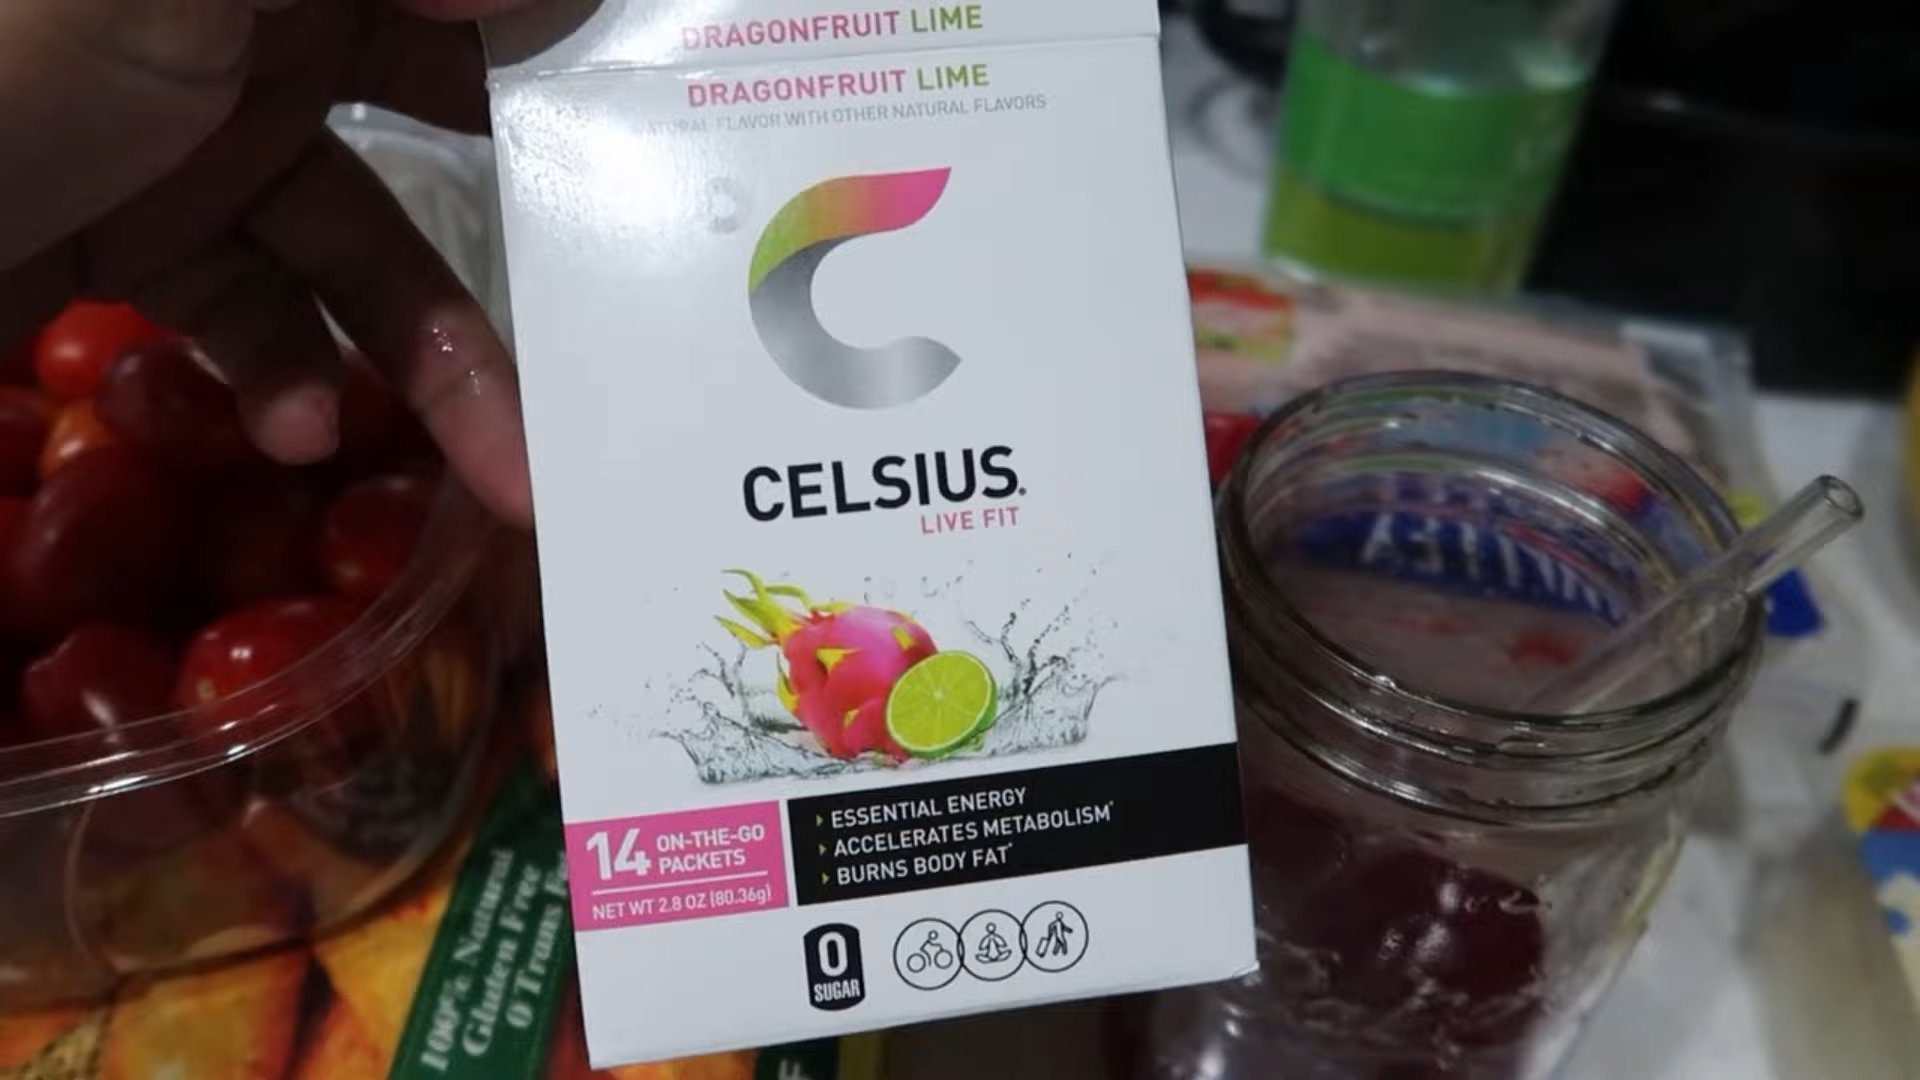 DRAGONFRUIT LIME
DRAGONFRUIT LIME
NATURAL FLAVOR WITH OTHER NATURAL FLAVORS
CELSIUS®
LIVE FIT
14 ON-THE-GO
PACKETS
NET WT 2.8 OZ (80.36g)
ESSENTIAL ENERGY
ACCELERATES METABOLISM*
BURNS BODY FAT*
0
SUGAR
100% Natural
Gluten Free
0 Trans